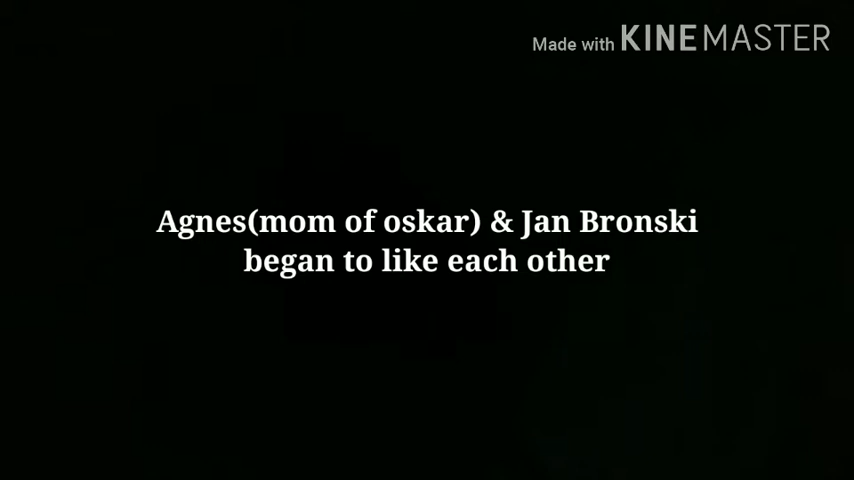 Made with KINEMASTER
Agnes(mom of oskar) & Jan Bronski
began to like each other